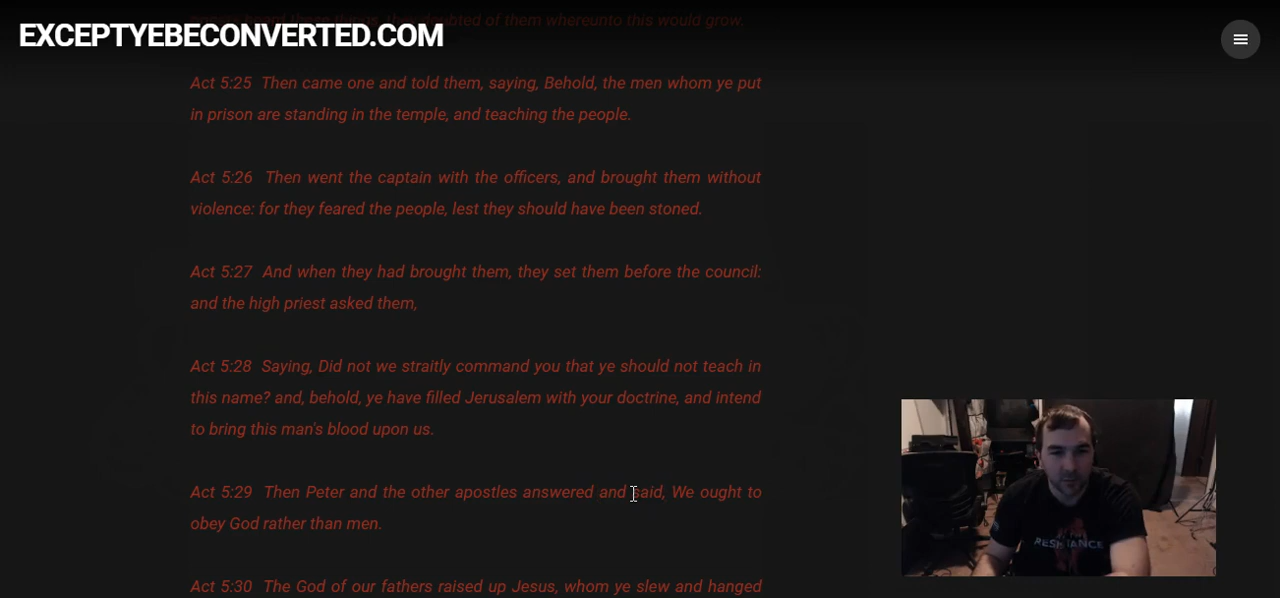 doubted of them whereunto this would grow.
EXCEPTYEBECONVERTED.COM
Act 5:25 Then came one and told them, saying, Behold, the men whom ye put
in prison are standing in the temple, and teaching the people.
Act 5:26 Then went the captain with the officers, and brought them without
violence: for they feared the people, lest they should have been stoned.
Act 5:27 And when they had brought them, they set them before the council:
and the high priest asked them,
Act 5:28 Saying, Did not we straitly command you that ye should not teach in
this name? and, behold, ye have filled Jerusalem with your doctrine, and intend
to bring this man's blood upon us.
Act 5:29 Then Peter and the other apostles answered and said, We ought to
obey God rather than men.
Act 5:30 The God of our fathers raised up Jesus, whom ye slew and hanged